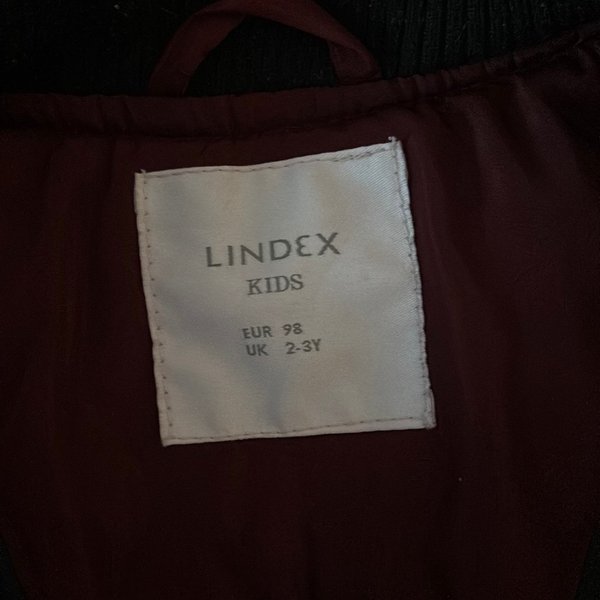 LINDEX
KIDS
EUR 98
UK 2-3Y